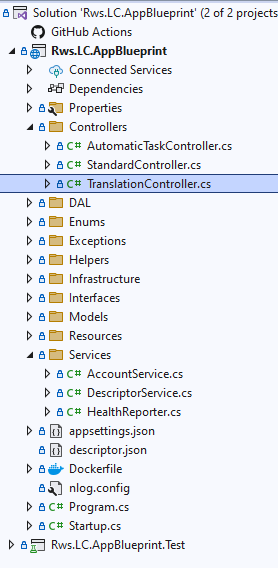 Solution 'Rws.LC.AppBlueprint' (2 of 2 projects
GitHub Actions
Rws.LC.AppBlueprint
Connected Services
Dependencies
Properties
Controllers
C# AutomaticTaskController.cs
C# StandardController.cs
C# TranslationController.cs
DAL
Enums
Exceptions
Helpers
Infrastructure
Interfaces
Models
Resources
Services
C# AccountService.cs
C# DescriptorService.cs
C# HealthReporter.cs
appsettings.json
descriptor.json
Dockerfile
nlog.config
C# Program.cs
C# Startup.cs
Rws.LC.AppBlueprint.Test